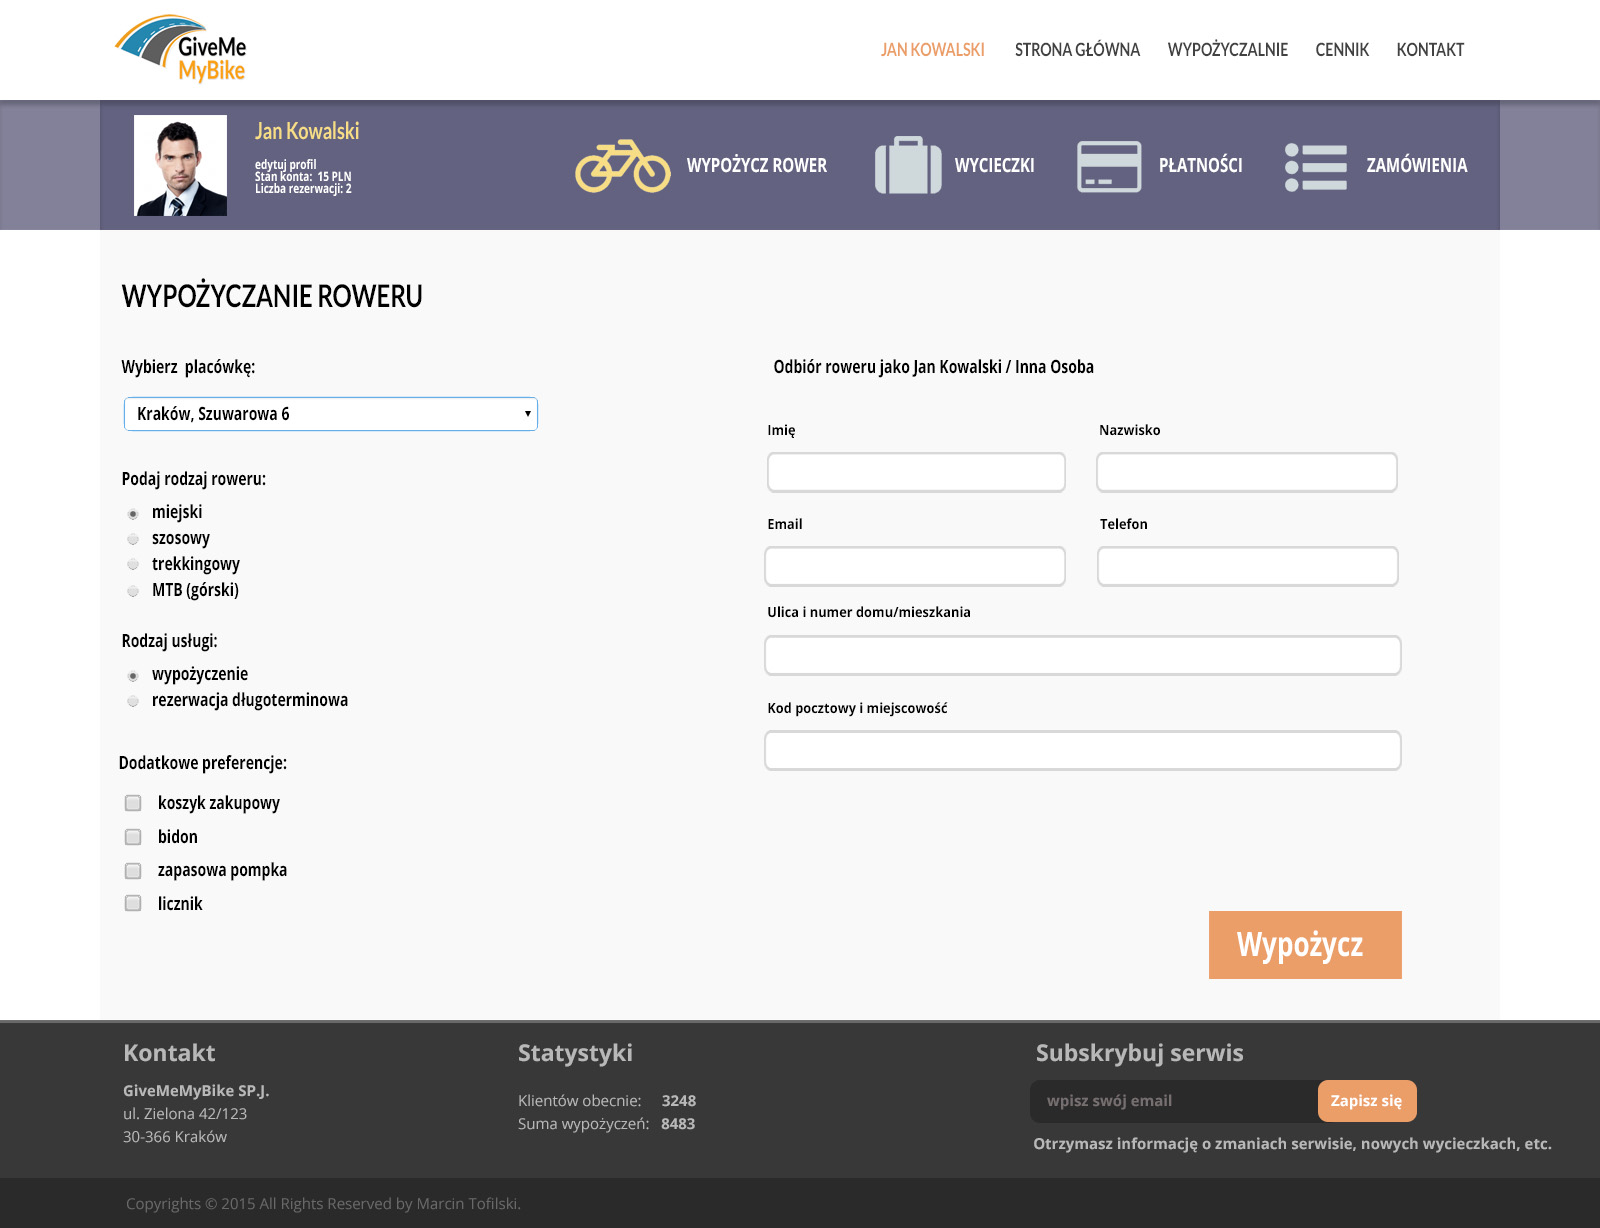 GiveMe
MyBike
JAN KOWALSKI STRONA GŁÓWNA WYPOŻYCZALNIE CENNIK KONTAKT
Jan Kowalski
edytuj profil
Stan konta: 15 PLN
Liczba rezerwacji: 2
WYPOŻYCZ ROWER WYCIECZKI PŁATNOŚCI ZAMÓWIENIA
WYPOŻYCZANIE ROWERU
Wybierz placówkę:
Kraków, Szuwarowa 6
Podaj rodzaj roweru:
miejski
szosowy
trekkingowy
MTB (górski)
Rodzaj usługi:
wypożyczenie
rezerwacja długoterminowa
Dodatkowe preferencje:
koszyk zakupowy
bidon
zapasowa pompka
licznik
Odbiór roweru jako Jan Kowalski / Inna Osoba
Imię Nazwisko
Email Telefon
Ulica i numer domu/mieszkania
Kod pocztowy i miejscowość
Wypożycz
Kontakt
GiveMeMyBike SP.J.
ul. Zielona 42/123
30-366 Kraków
Statystyki
Klientów obecnie: 3248
Suma wypożyczeń: 8483
Subskrybuj serwis
wpisz swój email Zapisz się
Otrzymasz informację o zmaniach serwisie, nowych wycieczkach, etc.
Copyrights © 2015 All Rights Reserved by Marcin Tofilski.